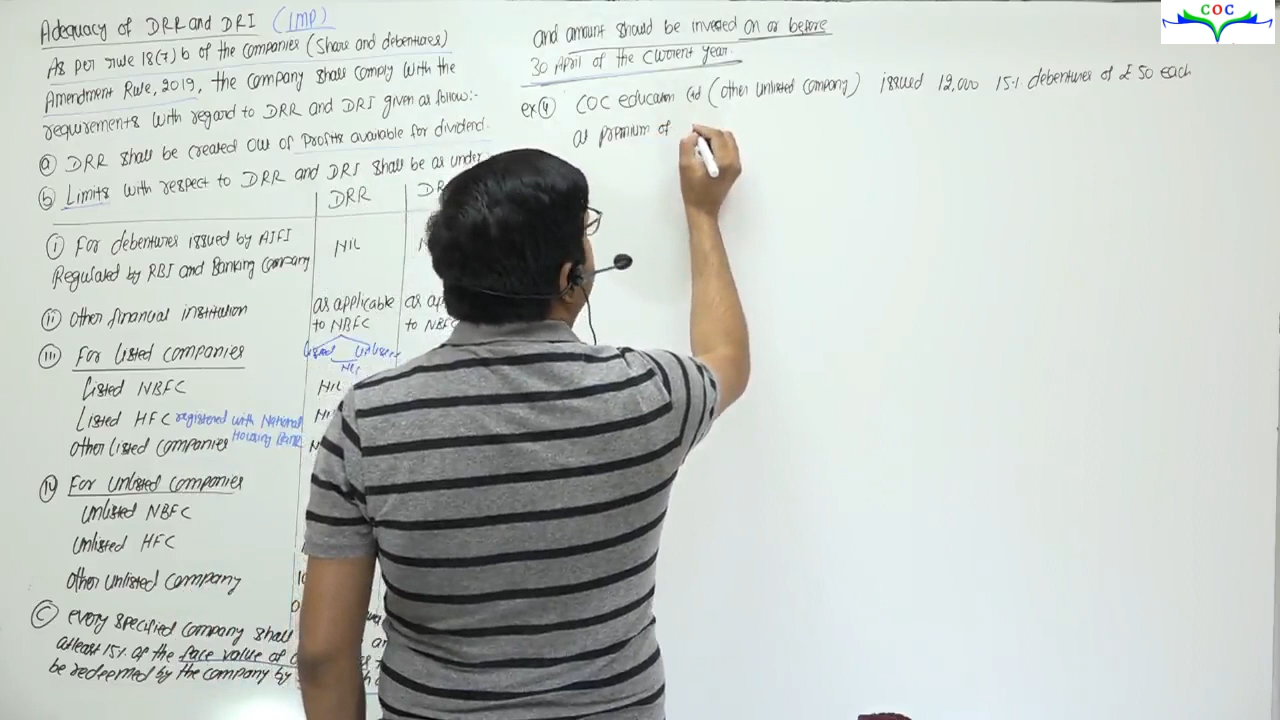 Adequacy of DRR and DRI (IMP)
As per rule 18(7) b of the companies (share and debentures)
Amendment Rule, 2019, the company shall comply with the
requirements with regard to DRR and DRI given as follow:-
(a) DRR shall be created out of profits available for dividend.
(b) Limits with respect to DRR and DRI shall be as under
DRR
(i) For debentures issued by AIFI NIL
Regulated by RBI and Banking company
(ii) Other financial institution as applicable
to NBFC to NBFC
(iii) For listed companies listed unlisted
NIL
Listed NBFC NIL
Listed HFC registered with National
Housing Bank
Other listed companies
(iv) For unlisted companies
Unlisted NBFC
Unlisted HFC
Other unlisted company
(C) every specified company shall
atleast 15% of the face value of
be redeemed by the company by
and amount should be invested on or before
30 April of the current year.
ex (4) COC education Ltd (other unlisted company) issued 12,000 15% debentures of ₹ 50 each
at premium of
COC